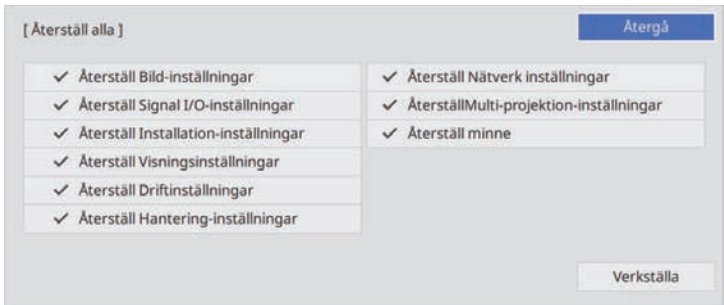 [ Återställ alla ]
Återgå
Återställ Bild-inställningar
Återställ Signal I/O-inställningar
Återställ Installation-inställningar
Återställ Visningsinställningar
Återställ Driftinställningar
Återställ Hantering-inställningar
Återställ Nätverk inställningar
ÅterställMulti-projektion-inställningar
Återställ minne
Verkställa